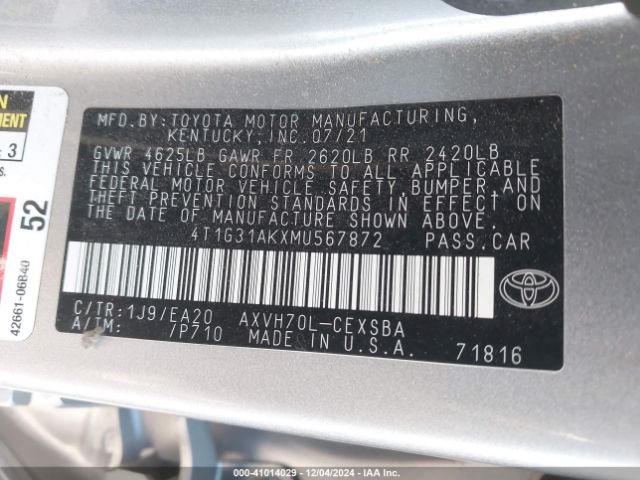 MFD.BY: TOYOTA MOTOR MANUFACTURING,
KENTUCKY, INC. 07/21
GVWR 4625LB GAWR FR 2620LB RR 2420LB
THIS VEHICLE CONFORMS TO ALL APPLICABLE
FEDERAL MOTOR VEHICLE SAFETY, BUMPER, AND
THEFT PREVENTION STANDARDS IN EFFECT ON
THE DATE OF MANUFACTURE SHOWN ABOVE.
4T1G31AKXMU567872 PASS.CAR
C/TR: 1J9/EA20 AXVH70L-CEXSBA
A/TM: /P710 MADE IN U.S.A.
71816
MENT
3
S.
52
42661-06B40
000-41014029 | 12/04/2024 | IAA Inc.